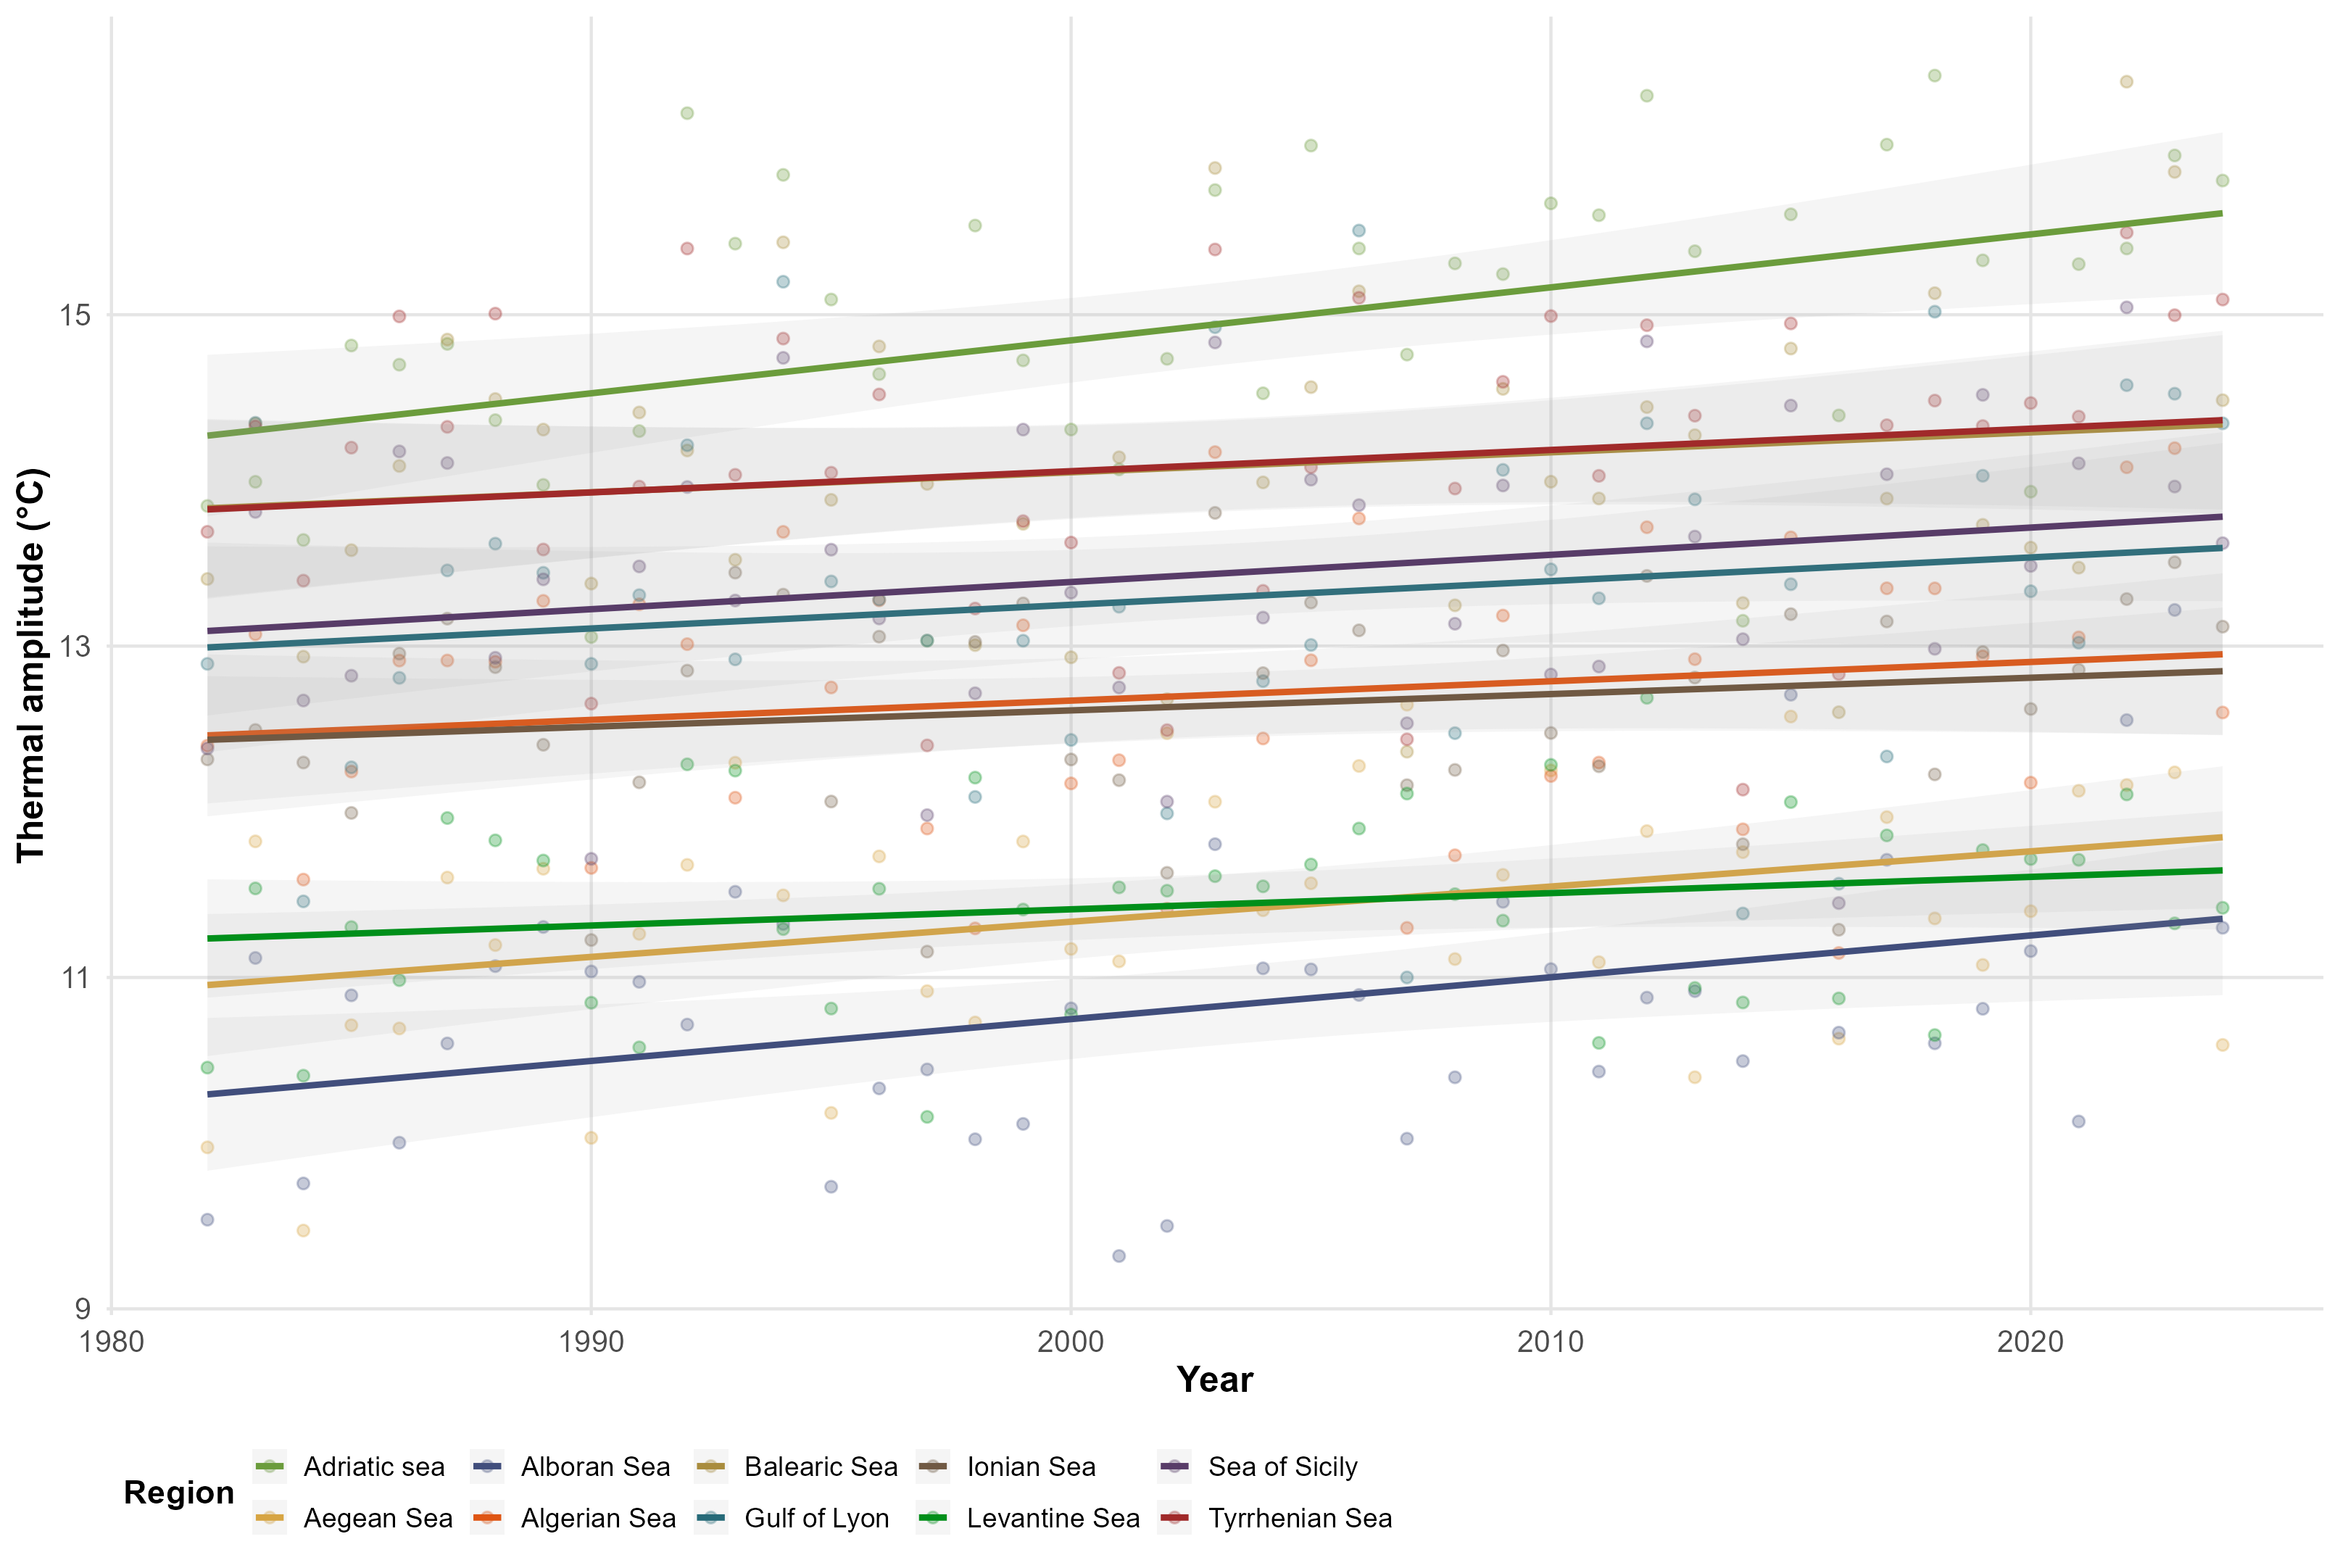 Thermal amplitude (°C)
15
13
11
9
1980 1990 2000 2010 2020
Year
Region
Adriatic sea Alboran Sea Balearic Sea Ionian Sea Sea of Sicily
Aegean Sea Algerian Sea Gulf of Lyon Levantine Sea Tyrrhenian Sea